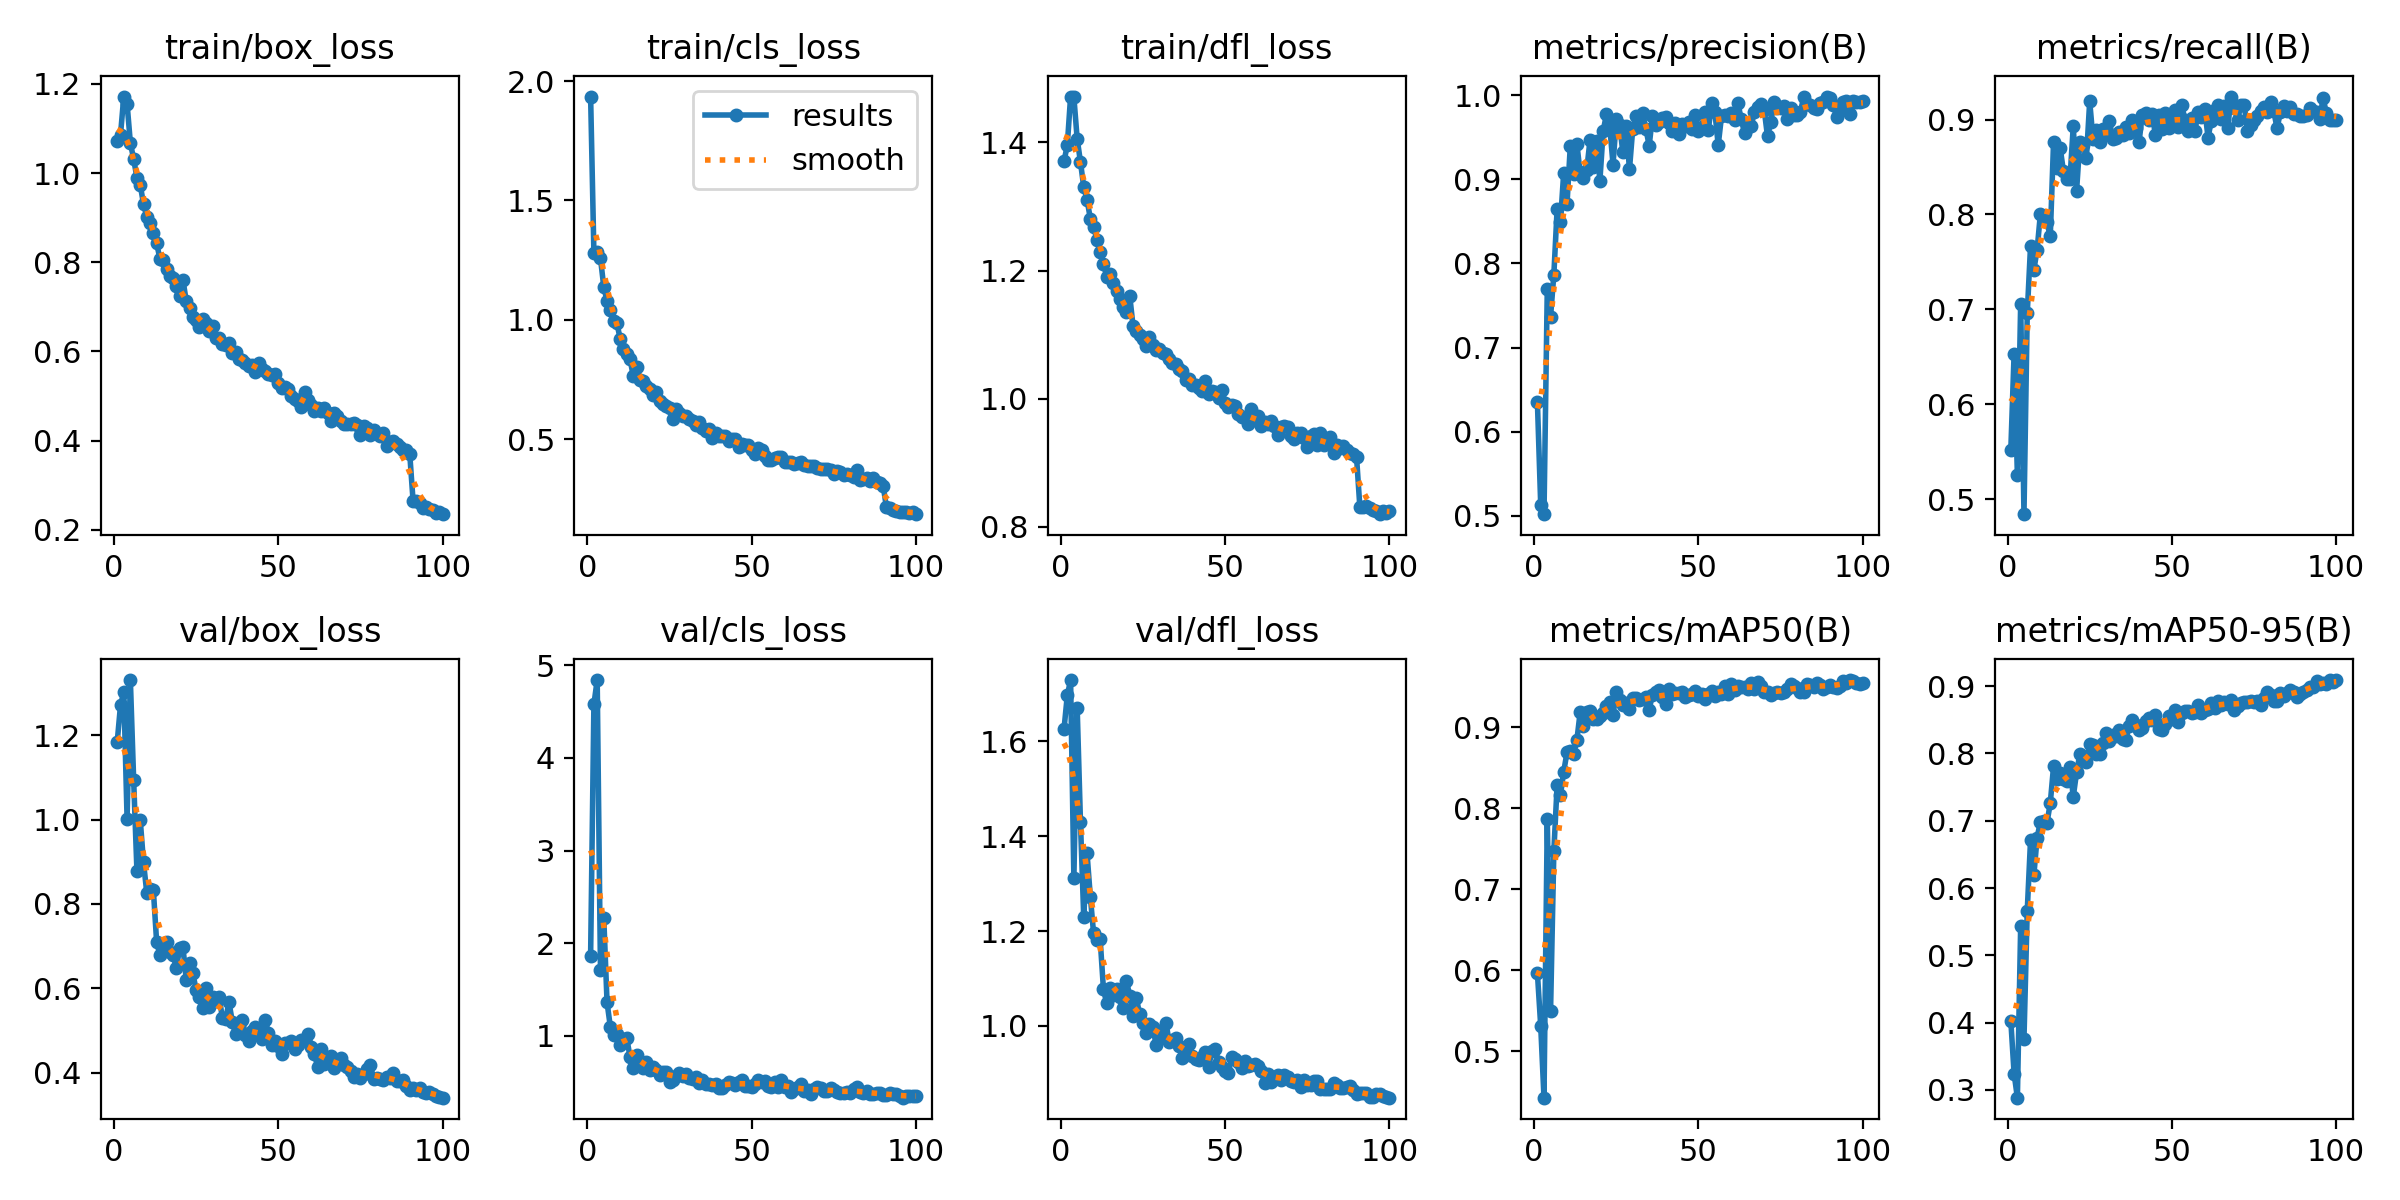 train/box_loss
1.2
1.0
0.8
0.6
0.4
0.2
0 50 100
train/cls_loss
2.0
1.5
1.0
0.5
results
smooth
0 50 100
train/dfl_loss
1.4
1.2
1.0
0.8
0 50 100
metrics/precision(B)
1.0
0.9
0.8
0.7
0.6
0.5
0 50 100
metrics/recall(B)
0.9
0.8
0.7
0.6
0.5
0 50 100
val/box_loss
1.2
1.0
0.8
0.6
0.4
0 50 100
val/cls_loss
5
4
3
2
1
0 50 100
val/dfl_loss
1.6
1.4
1.2
1.0
0 50 100
metrics/mAP50(B)
0.9
0.8
0.7
0.6
0.5
0 50 100
metrics/mAP50-95(B)
0.9
0.8
0.7
0.6
0.5
0.4
0.3
0 50 100